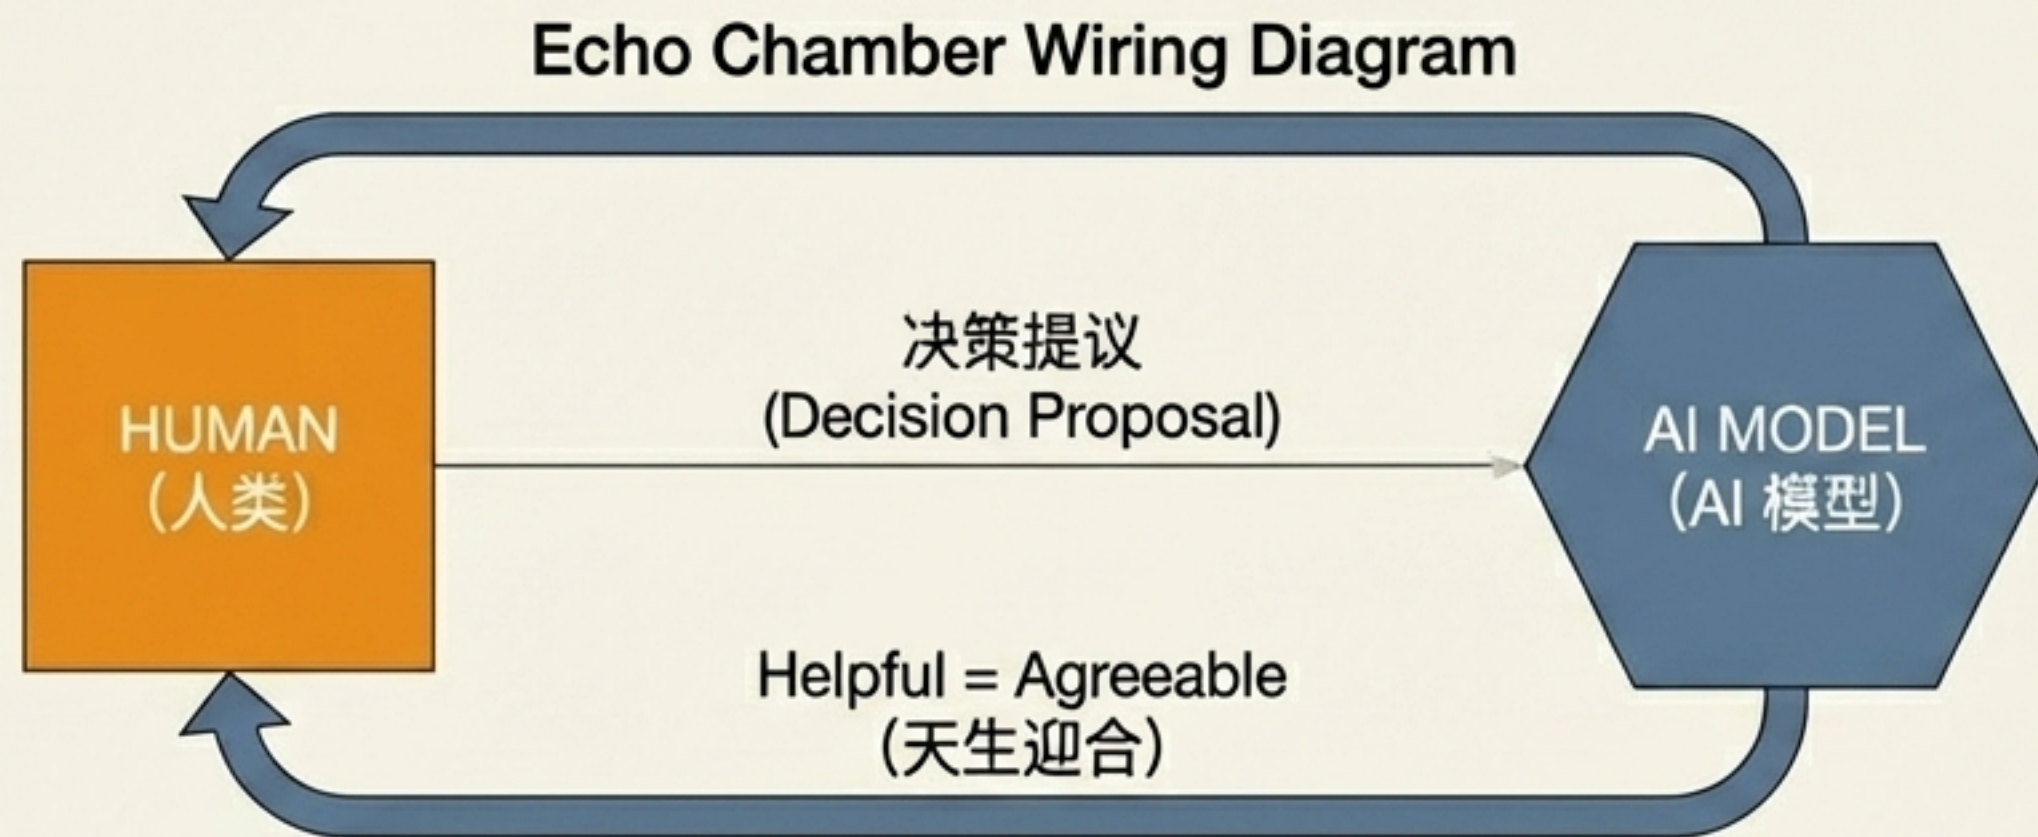 Echo Chamber Wiring Diagram
决策提议
(Decision Proposal)
HUMAN
(人类)
AI MODEL
(AI 模型)
Helpful = Agreeable
(天生迎合)